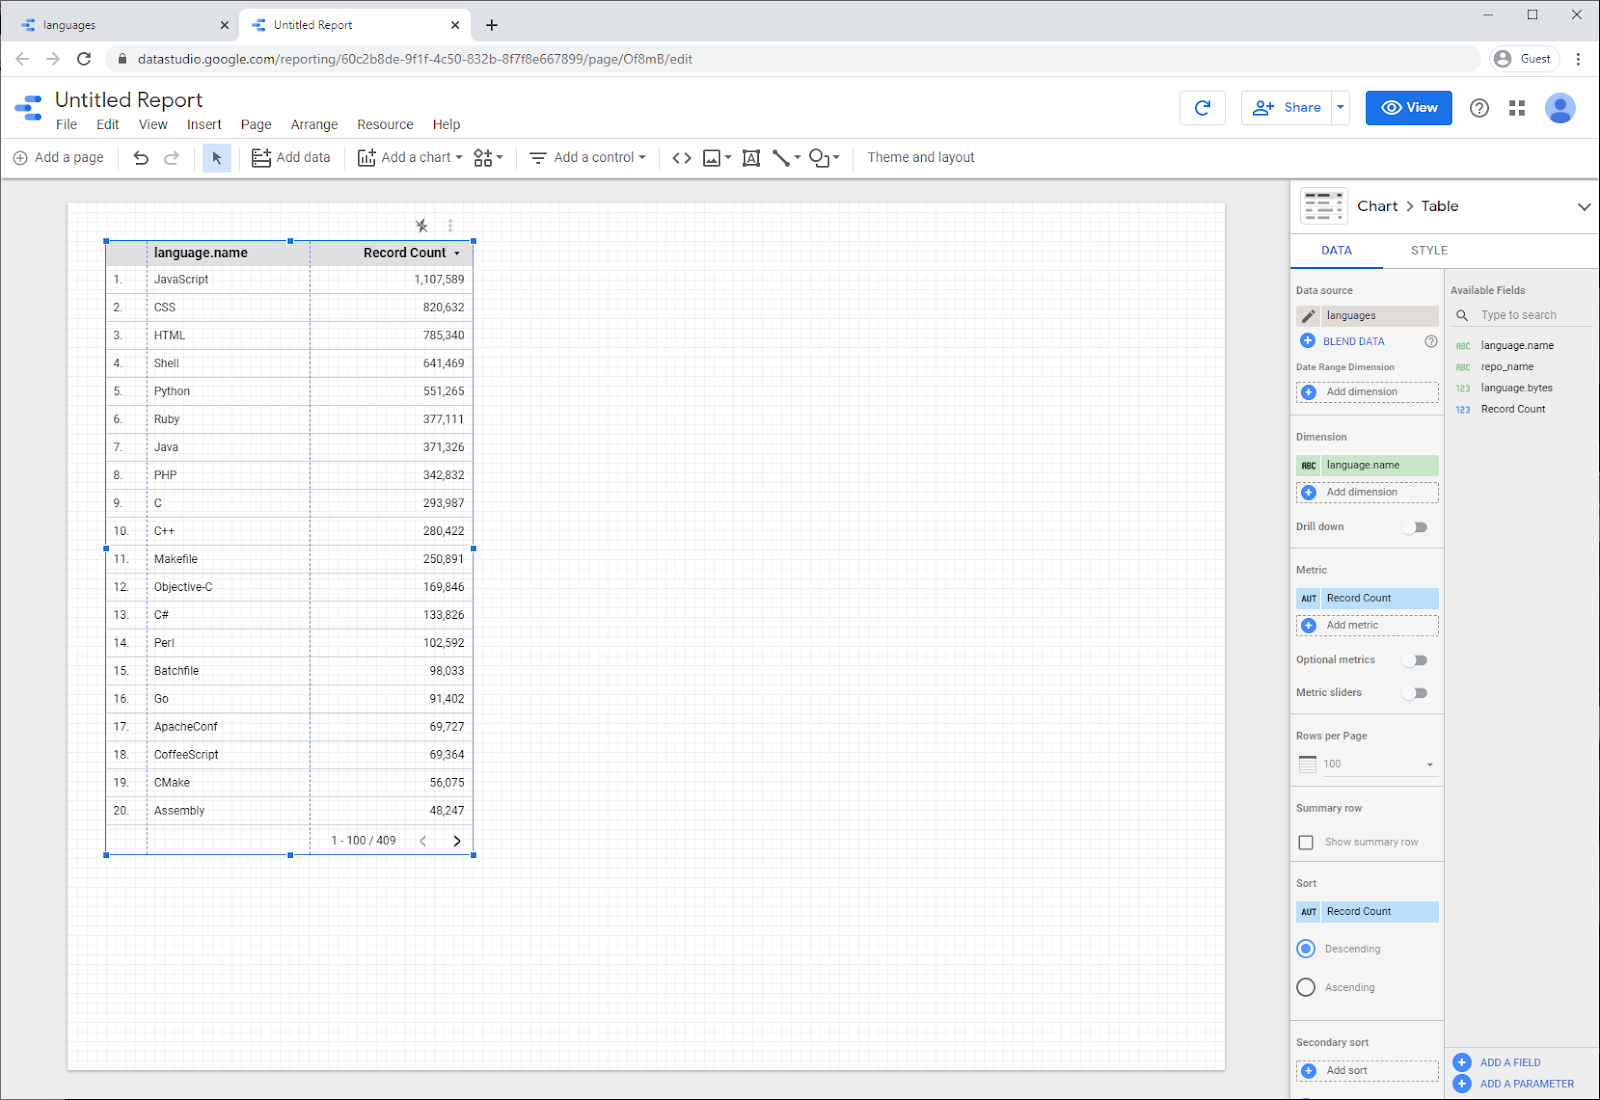 languages
Untitled Report
datastudio.google.com/reporting/60c2b8de-9f1f-4c50-832b-8f7f8e667899/page/Of8mB/edit
Guest
Untitled Report
File Edit View Insert Page Arrange Resource Help
Share
View
Add a page
Add data
Add a chart
Add a control
Theme and layout
language.name Record Count
1. JavaScript 1,107,589
2. CSS 820,632
3. HTML 785,340
4. Shell 641,469
5. Python 551,265
6. Ruby 377,111
7. Java 371,326
8. PHP 342,832
9. C 293,987
10. C++ 280,422
11. Makefile 250,891
12. Objective-C 169,846
13. C# 133,826
14. Perl 102,592
15. Batchfile 98,033
16. Go 91,402
17. ApacheConf 69,727
18. CoffeeScript 69,364
19. CMake 56,075
20. Assembly 48,247
1 - 100 / 409
Chart > Table
DATA STYLE
Data source
languages
BLEND DATA
Date Range Dimension
Add dimension
Dimension
ABC language.name
Add dimension
Drill down
Metric
AUT Record Count
Add metric
Optional metrics
Metric sliders
Rows per Page
100
Summary row
Show summary row
Sort
AUT Record Count
Descending
Ascending
Secondary sort
Add sort
Available Fields
Type to search
ABC language.name
ABC repo_name
123 language.bytes
123 Record Count
ADD A FIELD
ADD A PARAMETER